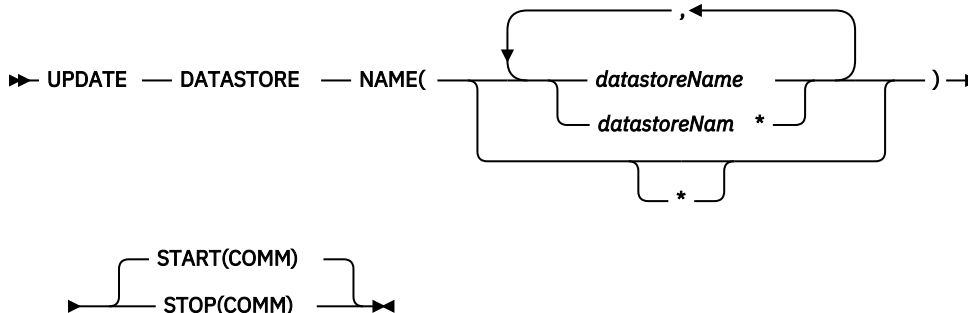 ,
UPDATE DATASTORE NAME( datastoreName )
datastoreNam *
*
START(COMM)
STOP(COMM)